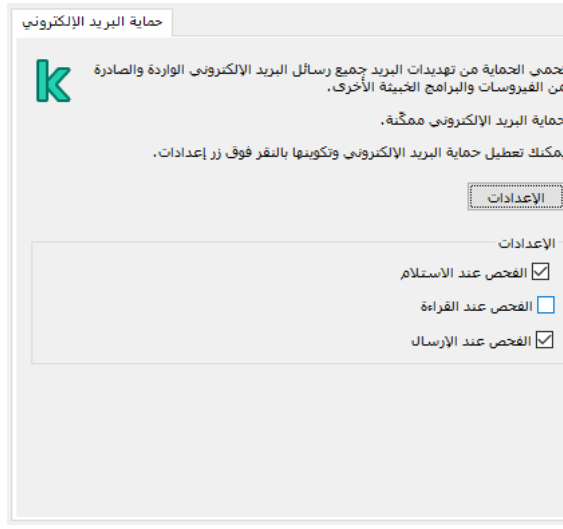 حماية البريد الإلكتروني
تحمي الحماية من تهديدات البريد جميع رسائل البريد الإلكتروني الواردة والصادرة
من الفيروسات والبرامج الخبيثة الأخرى.
حماية البريد الإلكتروني ممكّنة.
يمكنك تعطيل حماية البريد الإلكتروني وتكوينها بالنقر فوق زر إعدادات.
الإعدادات
الإعدادات
الفحص عند الاستلام
الفحص عند القراءة
الفحص عند الإرسال